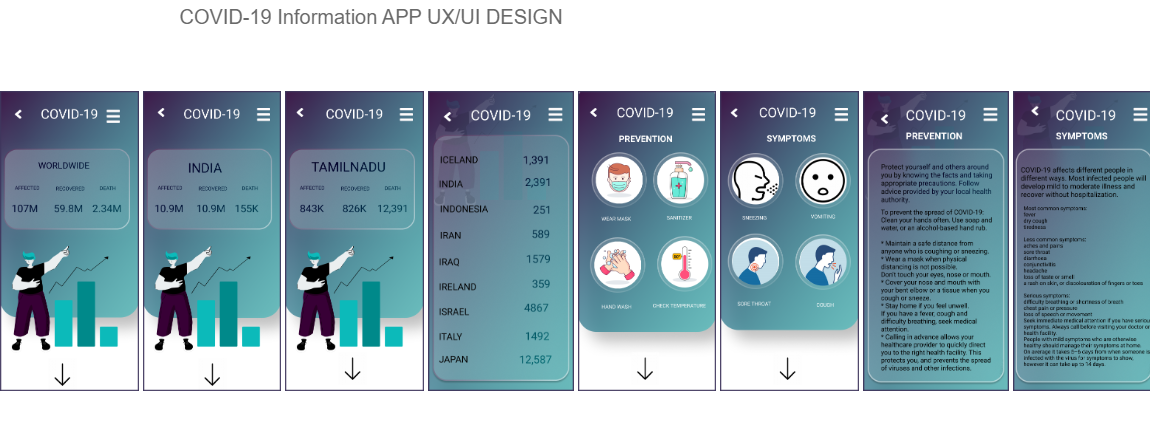 COVID-19 Information APP UX/UI DESIGN
COVID-19
WORLDWIDE
AFFECTED RECOVERED DEATH
107M 59.8M 2.34M
COVID-19
INDIA
AFFECTED RECOVERED DEATH
10.9M 10.9M 155K
COVID-19
TAMILNADU
AFFECTED RECOVERED DEATH
843K 826K 12,391
COVID-19
ICELAND 1,391
INDIA 2,391
INDONESIA 251
IRAN 589
IRAQ 1579
IRELAND 359
ISRAEL 4867
ITALY 1492
JAPAN 12,587
COVID-19
PREVENTION
WEAR MASK SANITIZER
HAND WASH CHECK TEMPERATURE
COVID-19
SYMPTOMS
SNEEZING VOMITING
SORE THROAT COUGH
COVID-19
PREVENTION
Protect yourself and others around
you by knowing the facts and taking
appropriate precautions. Follow
advice provided by your local health
authority.
To prevent the spread of COVID-19:
Clean your hands often. Use soap and
water, or an alcohol-based hand rub.
* Maintain a safe distance from
anyone who is coughing or sneezing.
* Wear a mask when physical
distancing is not possible.
Don't touch your eyes, nose or mouth.
* Cover your nose and mouth with
your bent elbow or a tissue when you
cough or sneeze.
* Stay home if you feel unwell.
If you have a fever, cough and
difficulty breathing, seek medical
attention.
* Calling in advance allows your
healthcare provider to quickly direct
you to the right health facility. This
protects you, and prevents the spread
of viruses and other infections.
COVID-19
SYMPTOMS
COVID-19 affects different people in
different ways. Most infected people will
develop mild to moderate illness and
recover without hospitalization.
Most common symptoms:
fever
dry cough
tiredness
Less common symptoms:
aches and pains
sore throat
diarrhoea
conjunctivitis
headache
loss of taste or smell
a rash on skin, or discolouration of fingers or toes
Serious symptoms:
difficulty breathing or shortness of breath
chest pain or pressure
loss of speech or movement
Seek immediate medical attention if you have serious
symptoms. Always call before visiting your doctor or
health facility.
People with mild symptoms who are otherwise
healthy should manage their symptoms at home.
On average it takes 5–6 days from when someone is
infected with the virus for symptoms to show,
however it can take up to 14 days